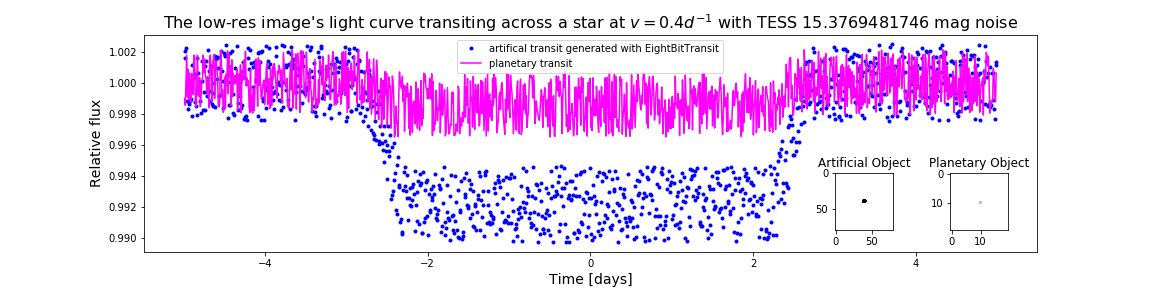 The low-res image's light curve transiting across a star at v = 0.4d⁻¹ with TESS 15.3769481746 mag noise
artifical transit generated with EightBitTransit
planetary transit
Relative flux
1.002
1.000
0.998
0.996
0.994
0.992
0.990
Artificial Object
0
50
0 50
Planetary Object
0
10
0 10
−4 −2 0 2 4
Time [days]